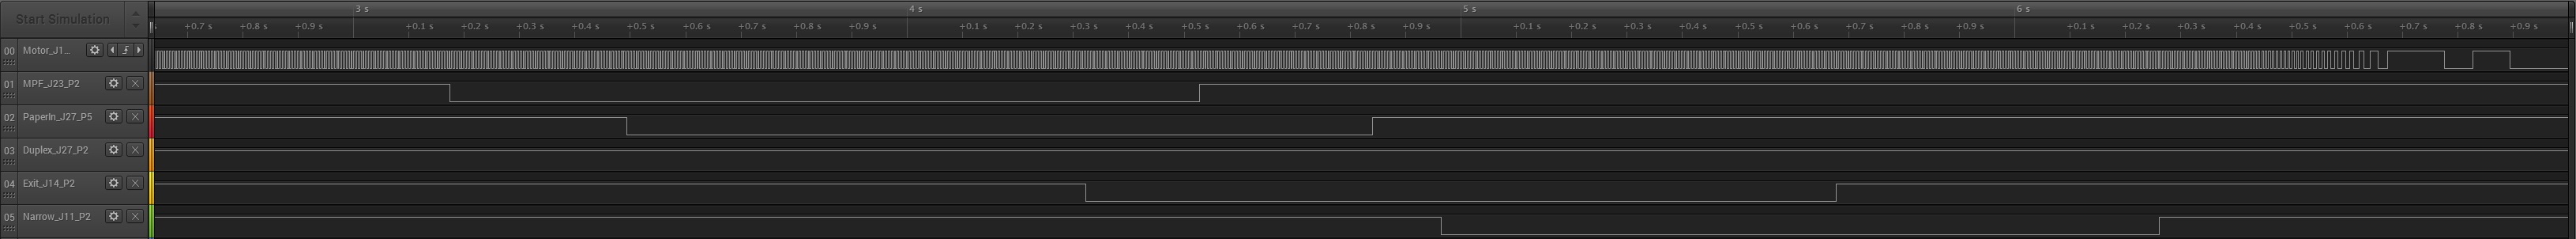 Start Simulation
3 s 4 s 5 s 6 s
+0.7 s +0.8 s +0.9 s +0.1 s +0.2 s +0.3 s +0.4 s +0.5 s +0.6 s +0.7 s +0.8 s +0.9 s +0.1 s +0.2 s +0.3 s +0.4 s +0.5 s +0.6 s +0.7 s +0.8 s +0.9 s +0.1 s +0.2 s +0.3 s +0.4 s +0.5 s +0.6 s +0.7 s +0.8 s +0.9 s +0.1 s +0.2 s +0.3 s +0.4 s +0.5 s +0.6 s +0.7 s +0.8 s +0.9 s
00 Motor_J1...
01 MPF_J23_P2
02 PaperIn_J27_P5
03 Duplex_J27_P2
04 Exit_J14_P2
05 Narrow_J11_P2